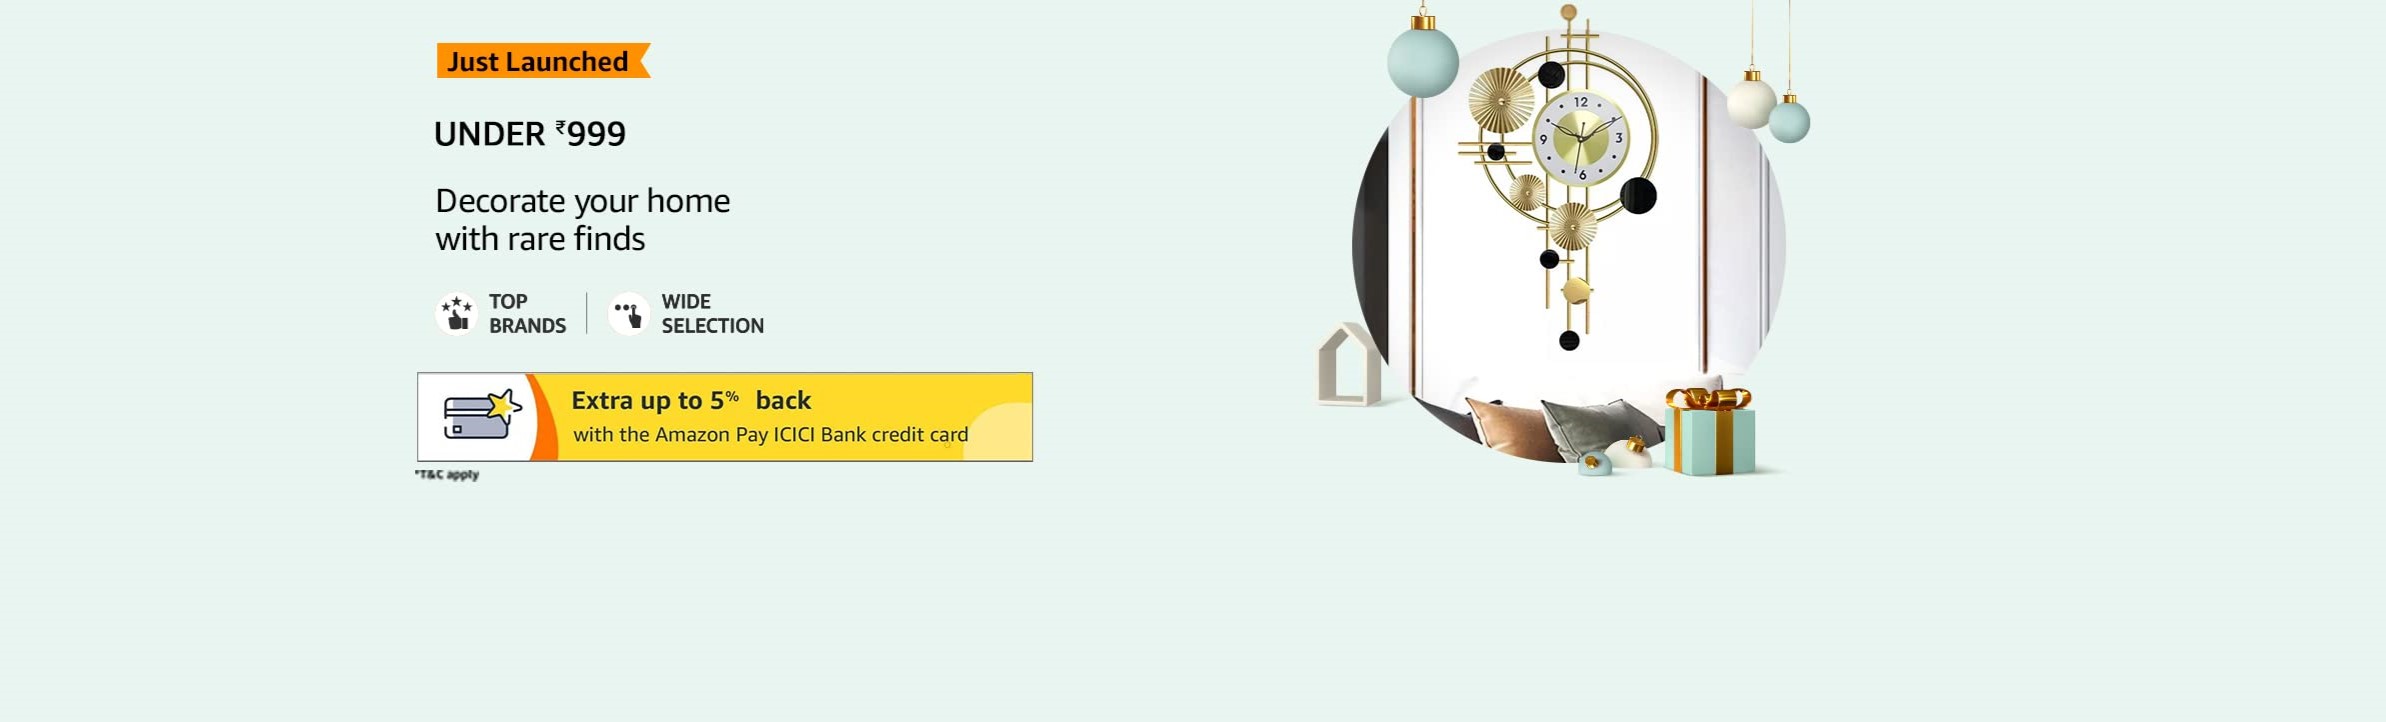 Just Launched
UNDER ₹999
Decorate your home
with rare finds
TOP
BRANDS
WIDE
SELECTION
Extra up to 5% back
with the Amazon Pay ICICI Bank credit card
*T&C apply
12
9
3
6